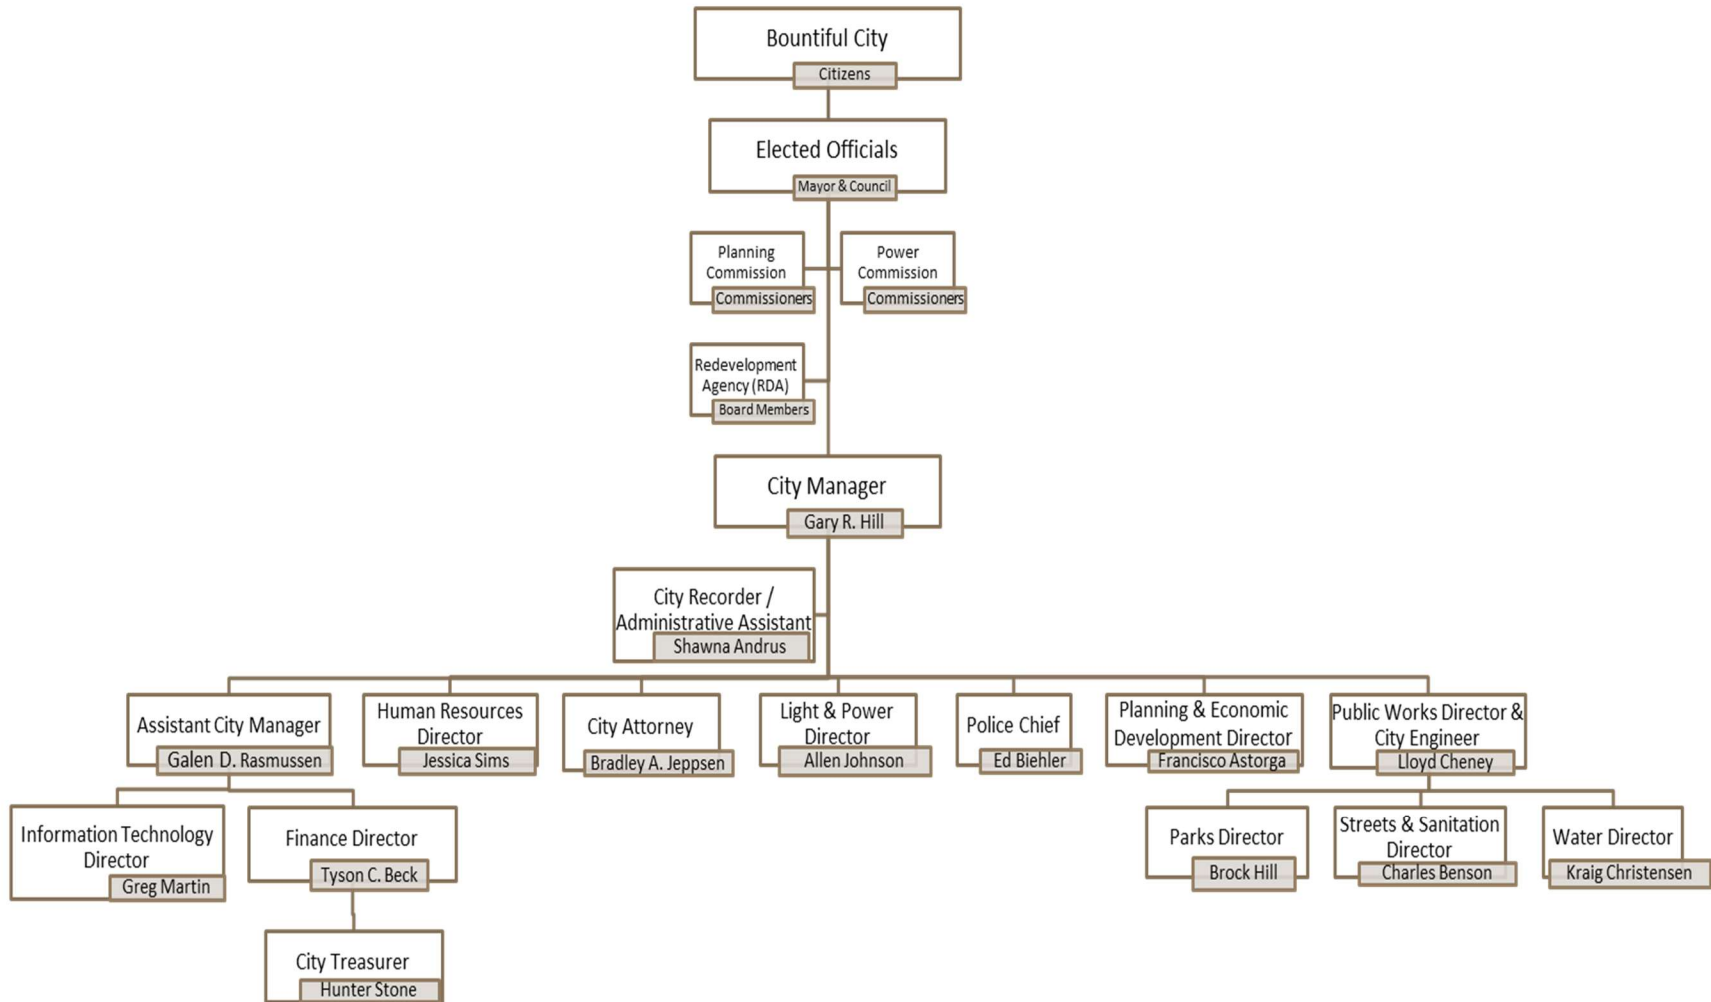 Bountiful City
Citizens
Elected Officials
Mayor & Council
Planning
Commission
Commissioners
Power
Commission
Commissioners
Redevelopment
Agency (RDA)
Board Members
City Manager
Gary R. Hill
City Recorder /
Administrative Assistant
Shawna Andrus
Assistant City Manager
Galen D. Rasmussen
Human Resources
Director
Jessica Sims
City Attorney
Bradley A. Jeppsen
Light & Power
Director
Allen Johnson
Police Chief
Ed Biehler
Planning & Economic
Development Director
Francisco Astorga
Public Works Director &
City Engineer
Lloyd Cheney
Information Technology
Director
Greg Martin
Finance Director
Tyson C. Beck
Parks Director
Brock Hill
Streets & Sanitation
Director
Charles Benson
Water Director
Kraig Christensen
City Treasurer
Hunter Stone